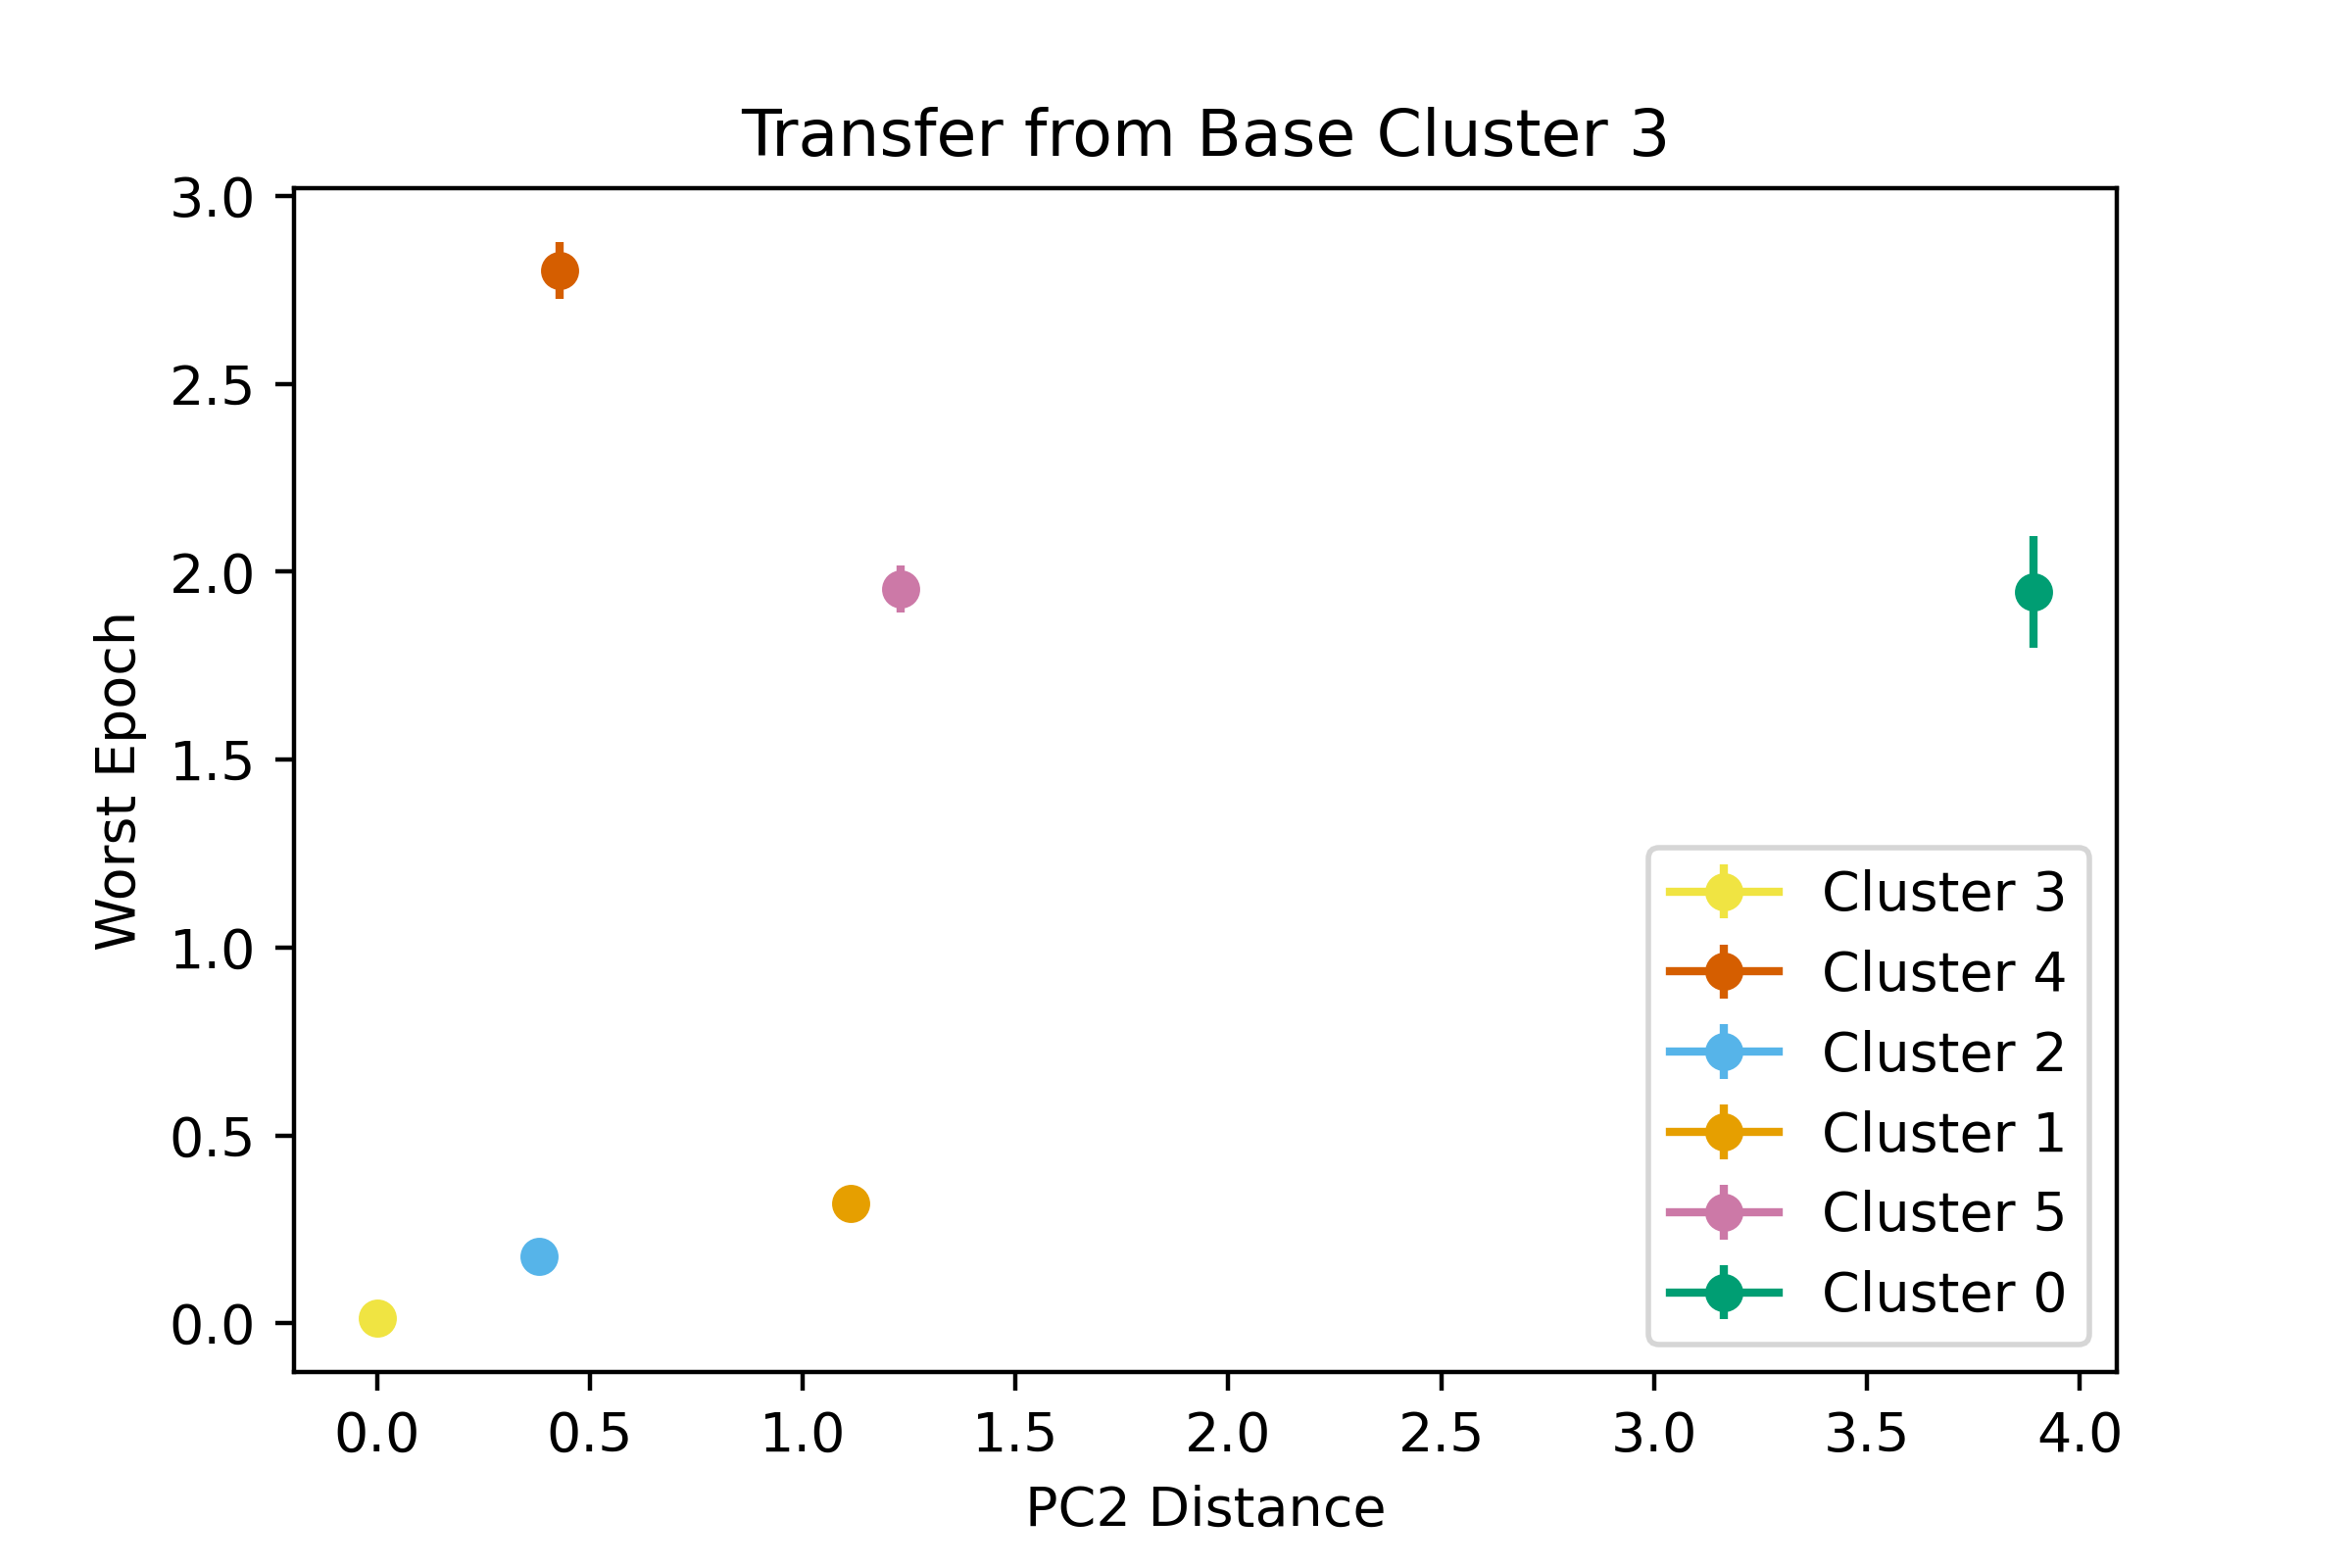 Transfer from Base Cluster 3
3.0
2.5
2.0
1.5
1.0
0.5
0.0
Worst Epoch
Cluster 3
Cluster 4
Cluster 2
Cluster 1
Cluster 5
Cluster 0
0.0 0.5 1.0 1.5 2.0 2.5 3.0 3.5 4.0
PC2 Distance